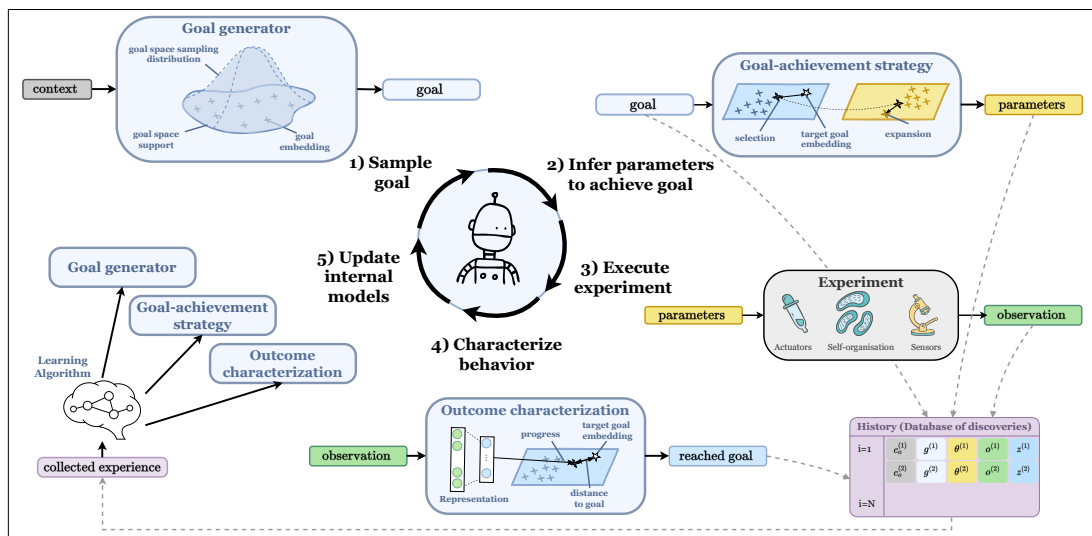 Goal generator
goal space sampling
distribution
context
goal
goal space
support
goal
embedding
Goal-achievement strategy
goal
parameters
selection
target goal
embedding
expansion
1) Sample
goal
2) Infer parameters
to achieve goal
5) Update
internal
models
3) Execute
experiment
4) Characterize
behavior
Goal generator
Goal-achievement
strategy
Outcome
characterization
Learning
Algorithm
collected experience
Experiment
parameters
observation
Actuators
Self-organisation
Sensors
Outcome characterization
progress
target goal
embedding
observation
reached goal
Representation
distance
to goal
History (Database of discoveries)
i=1 c_o^(1) g^(1) θ^(1) o^(1) z^(1)
c_o^(2) g^(2) θ^(2) o^(2) z^(2)
i=N